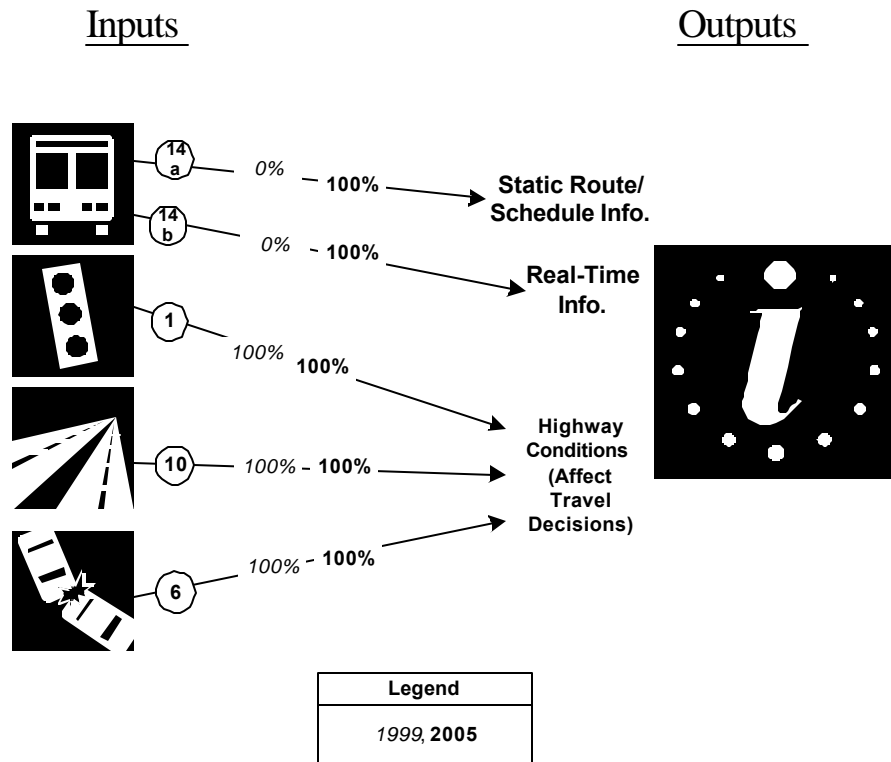 Inputs
Outputs
14
a
0%
100%
Static Route/
Schedule Info.
14
b
0%
100%
Real-Time
Info.
1
100%
100%
Highway
Conditions
(Affect
Travel
Decisions)
10
100%
100%
6
100%
100%
i
Legend
1999, 2005